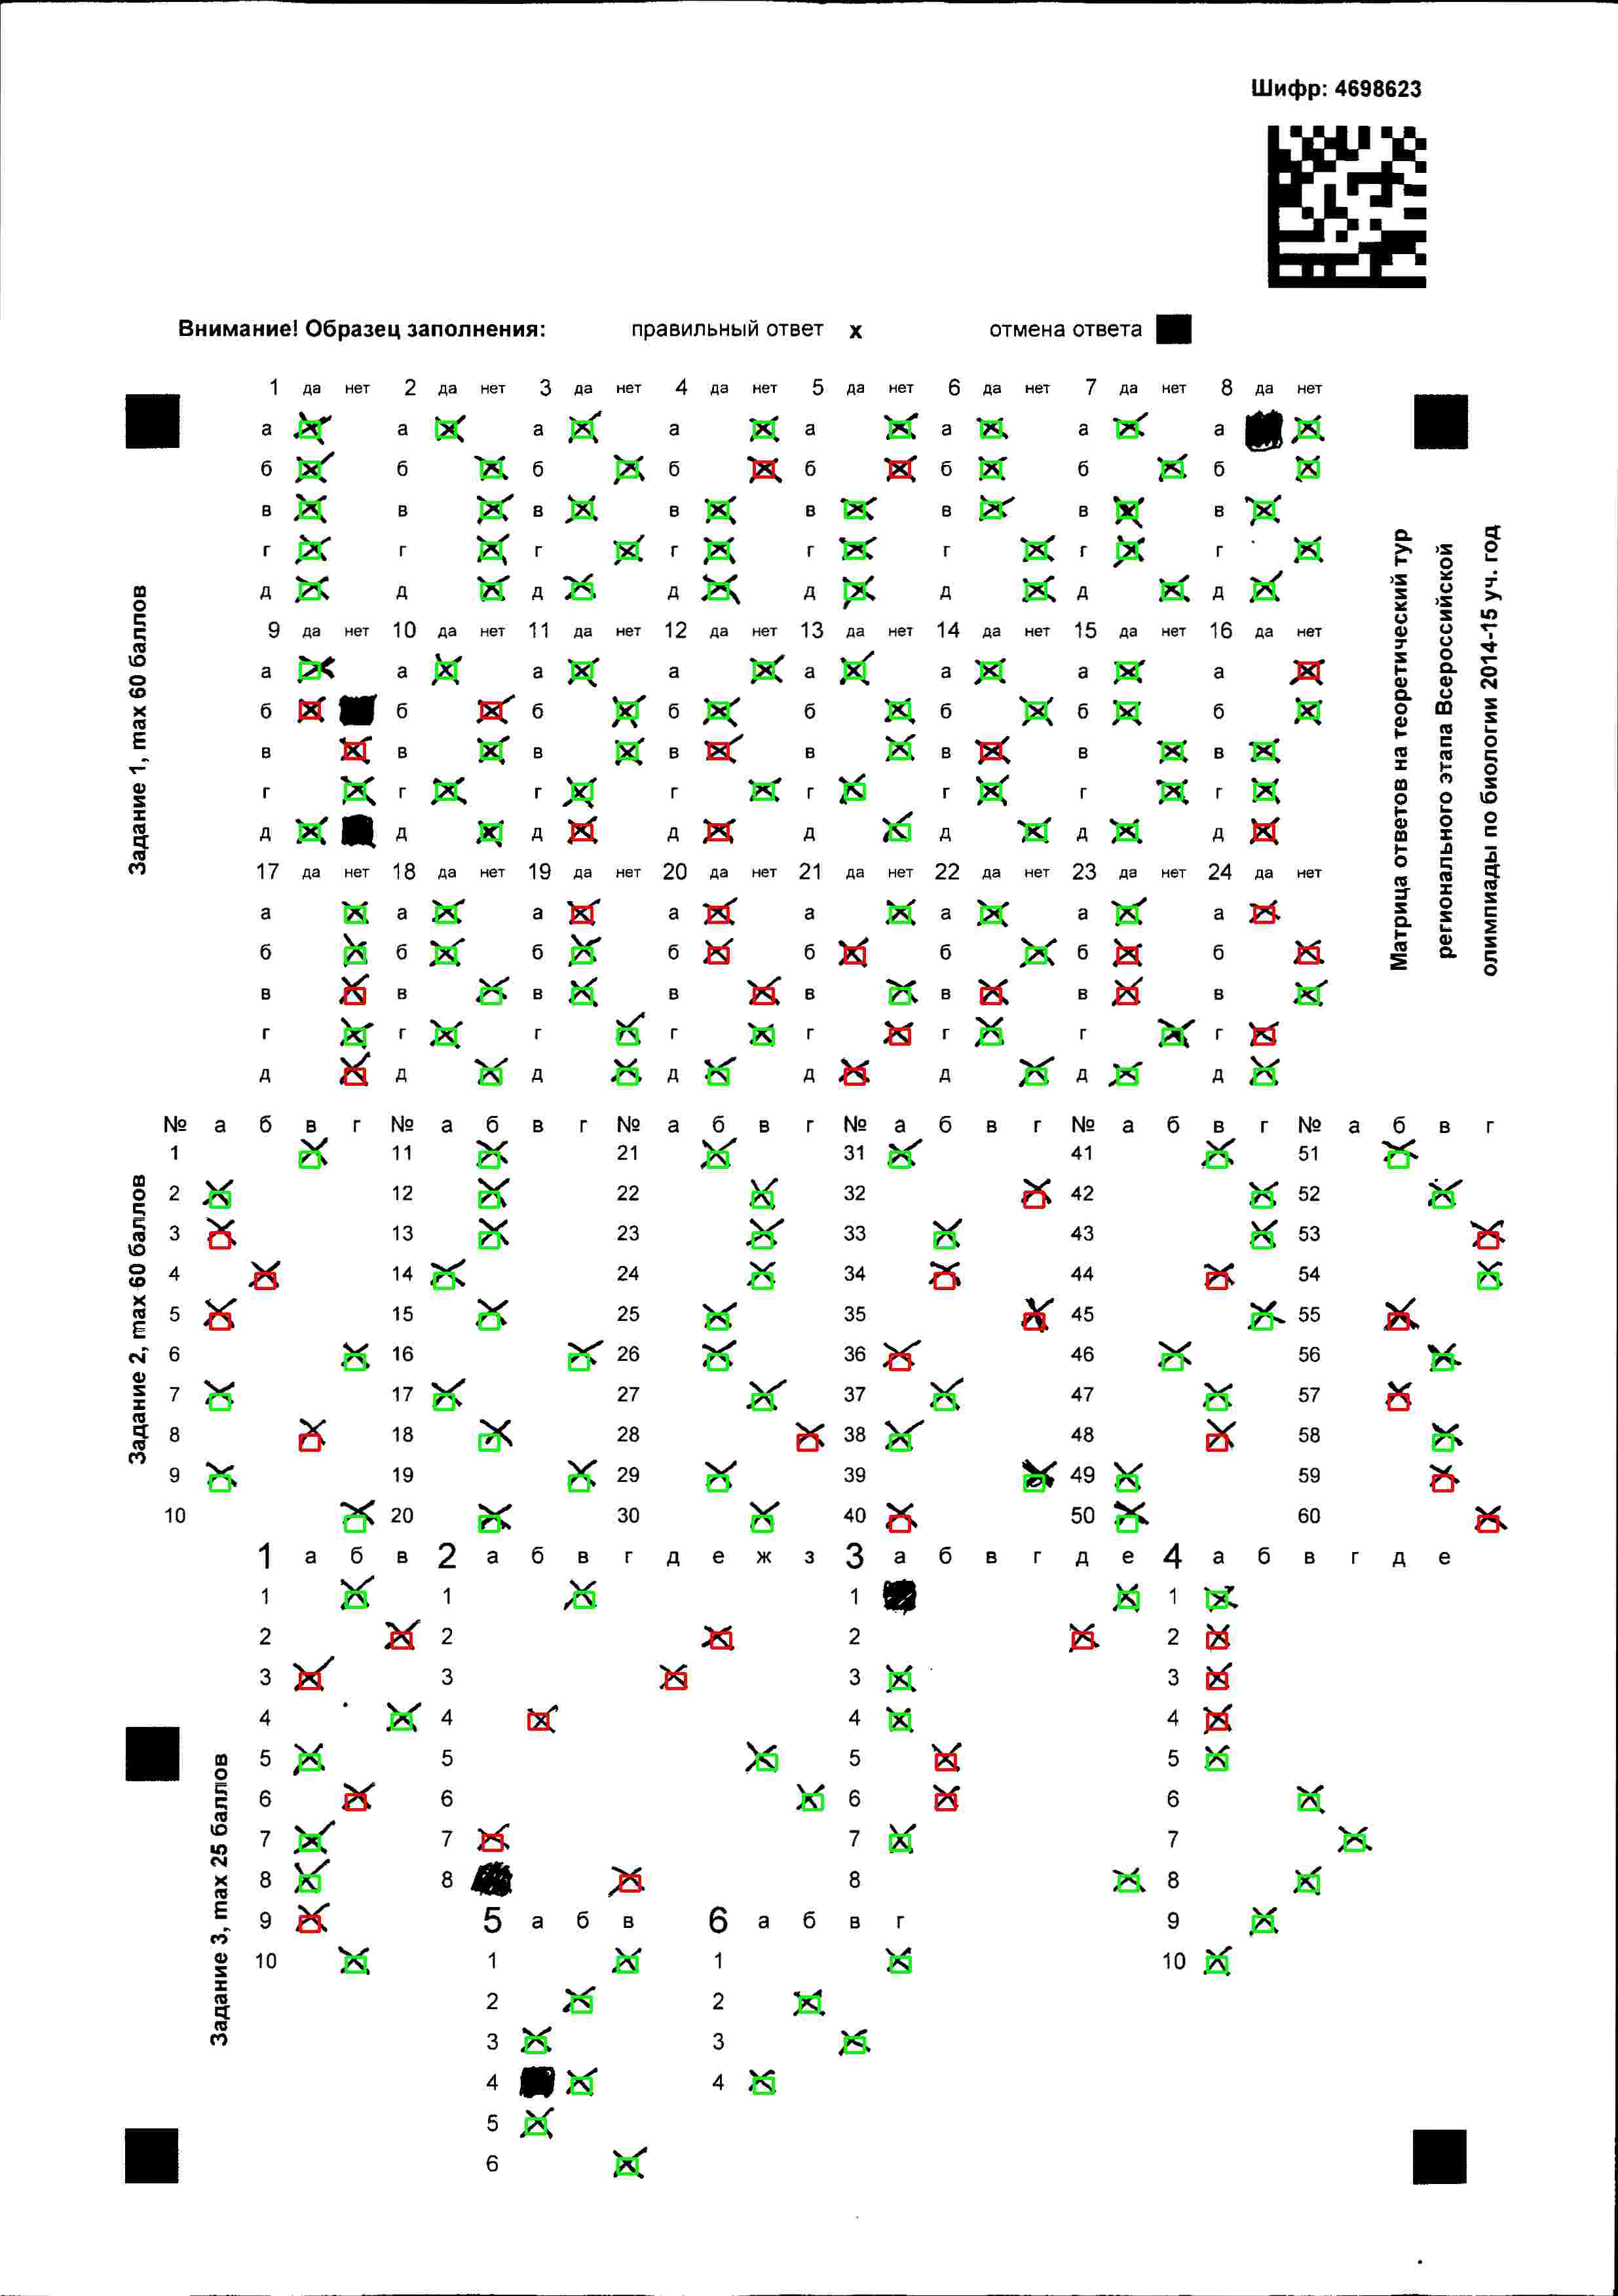 Шифр: 4698623
Внимание! Образец заполнения: правильный ответ х отмена ответа
1 да нет 2 да нет 3 да нет 4 да нет 5 да нет 6 да нет 7 да нет 8 да нет
а а а а а а а а
б б б б б б б б
в в в в в в в в
г г г г г г г г
д д д д д д д д
9 да нет 10 да нет 11 да нет 12 да нет 13 да нет 14 да нет 15 да нет 16 да нет
а а а а а а а а
б б б б б б б б
в в в в в в в в
г г г г г г г г
д д д д д д д д
17 да нет 18 да нет 19 да нет 20 да нет 21 да нет 22 да нет 23 да нет 24 да нет
а а а а а а а а
б б б б б б б б
в в в в в в в в
г г г г г г г г
д д д д д д д д
Задание 1, max 60 баллов
Матрица ответов на теоретический тур
регионального этапа Всероссийской
олимпиады по биологии 2014-15 уч. год
№ а б в г № а б в г № а б в г № а б в г № а б в г № а б в г
1 11 21 31 41 51
2 12 22 32 42 52
3 13 23 33 43 53
4 14 24 34 44 54
5 15 25 35 45 55
6 16 26 36 46 56
7 17 27 37 47 57
8 18 28 38 48 58
9 19 29 39 49 59
10 20 30 40 50 60
Задание 2, max 60 баллов
1 а б в 2 а б в г д е ж з 3 а б в г д е 4 а б в г д е
1 1 1 1
2 2 2 2
3 3 3 3
4 4 4 4
5 5 5 5
6 6 6 6
7 7 7 7
8 8 8 8
9 5 а б в 6 а б в г 9
10 1 1 10
2 2
3 3
4 4
5
6
Задание 3, max 25 баллов